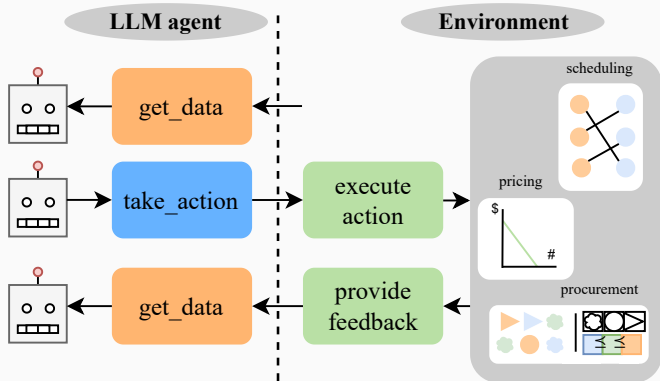 LLM agent
Environment
scheduling
get_data
take_action
execute
action
pricing
$
#
get_data
provide
feedback
procurement
≤ ≤